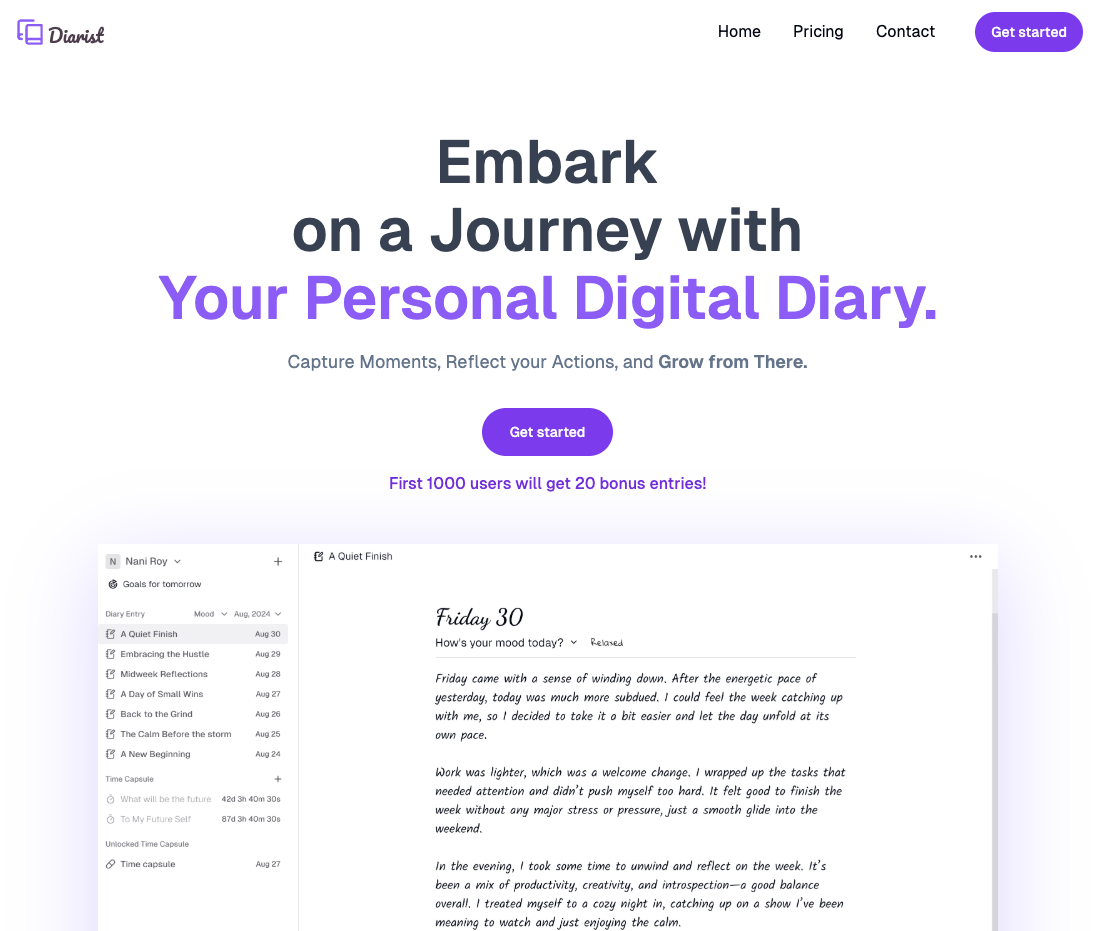 Diarist
Home Pricing Contact Get started
Embark
on a Journey with
Your Personal Digital Diary.
Capture Moments, Reflect your Actions, and Grow from There.
Get started
First 1000 users will get 20 bonus entries!
N Nani Roy
Goals for tomorrow
Diary Entry Mood Aug, 2024
A Quiet Finish Aug 30
Embracing the Hustle Aug 29
Midweek Reflections Aug 28
A Day of Small Wins Aug 27
Back to the Grind Aug 26
The Calm Before the storm Aug 25
A New Beginning Aug 24
Time Capsule
What will be the future 42d 3h 40m 30s
To My Future Self 87d 3h 40m 30s
Unlocked Time Capsule
Time capsule Aug 27
A Quiet Finish
Friday 30
How's your mood today? Relaxed
Friday came with a sense of winding down. After the energetic pace of
yesterday, today was much more subdued. I could feel the week catching up
with me, so I decided to take it a bit easier and let the day unfold at its
own pace.
Work was lighter, which was a welcome change. I wrapped up the tasks that
needed attention and didn't push myself too hard. It felt good to finish the
week without any major stress or pressure, just a smooth glide into the
weekend.
In the evening, I took some time to unwind and reflect on the week. It's
been a mix of productivity, creativity, and introspection—a good balance
overall. I treated myself to a cozy night in, catching up on a show I've been
meaning to watch and just enjoying the calm.